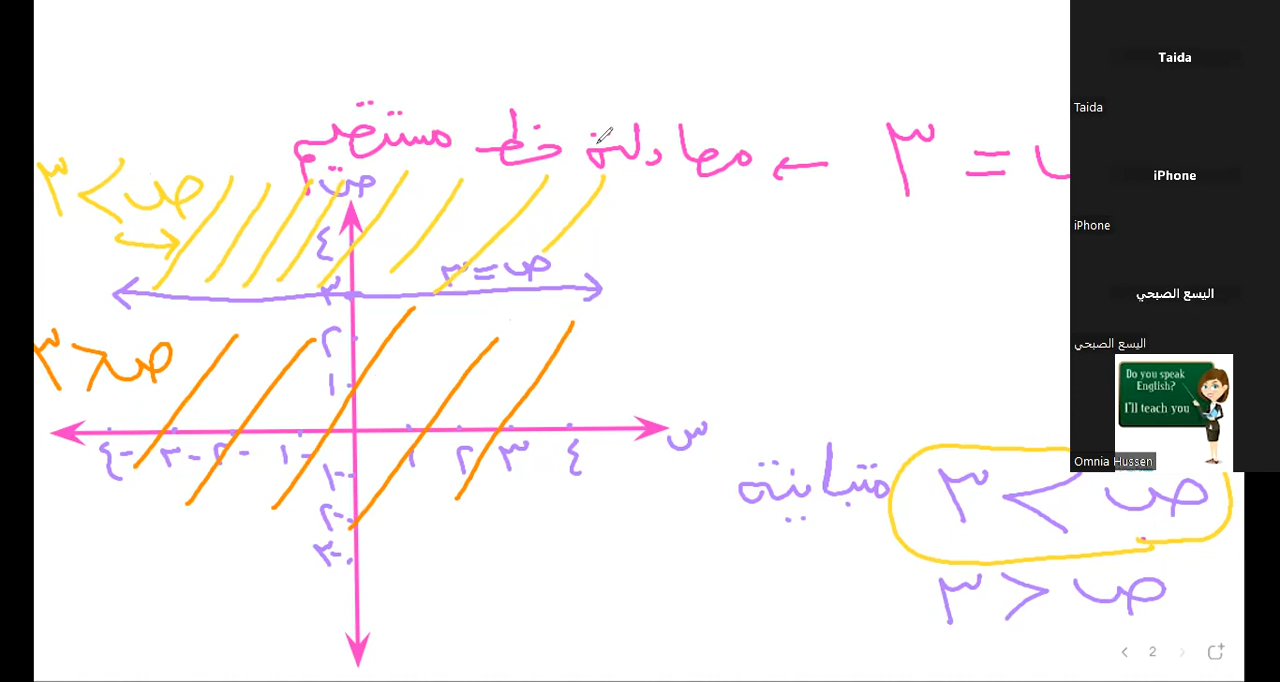 ٣ ← معادلة خط مستقيم =
ص
ص < ٣
٤
ص = ٣
٣
ص > ٣
٢
١
س
-٤ -٣ -٢ -١ ١ ٢ ٣ ٤
-١
-٢
-٣
ص < ٣ متباينة
ص > ٣
Taida
Taida
iPhone
iPhone
اليسع الصبحي
اليسع الصبحي
Do you speak
English?
I'll teach you
Omnia Hussen
2